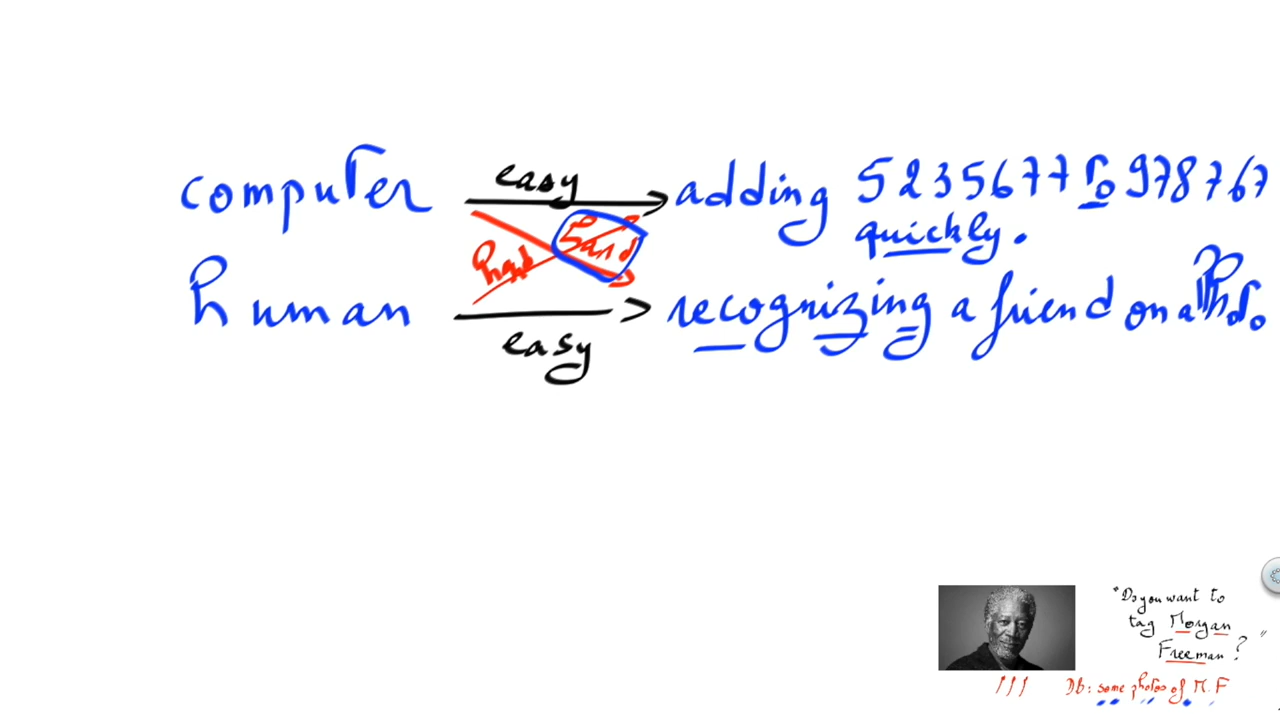 computer easy adding 5235677 to 978767
quickly.
hard hard
human easy recognizing a friend on a Photo
"Do you want to
tag Morgan
Freeman?"
Db: some photos of M.F